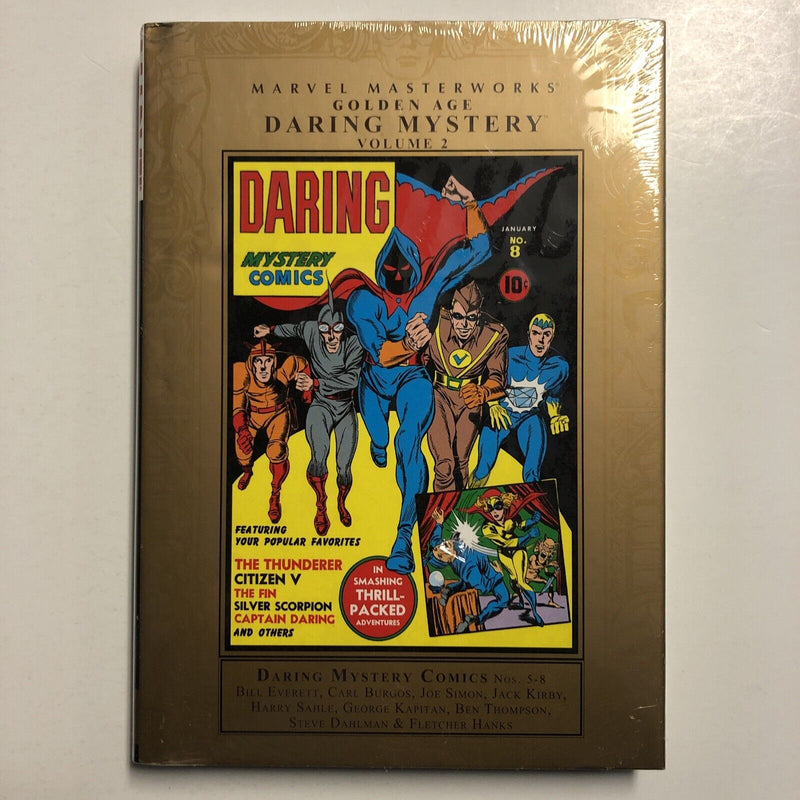 MARVEL MASTERWORKS
GOLDEN AGE
DARING MYSTERY™
VOLUME 2
DARING
MYSTERY
COMICS
JANUARY
NO.
8
10¢
FEATURING
YOUR POPULAR FAVORITES
THE THUNDERER
CITIZEN V
THE FIN
SILVER SCORPION
CAPTAIN DARING
AND OTHERS
IN
SMASHING
THRILL-
PACKED
ADVENTURES
DARING MYSTERY COMICS NOS. 5-8
BILL EVERETT, CARL BURGOS, JOE SIMON, JACK KIRBY,
HARRY SAHLE, GEORGE KAPITAN, BEN THOMPSON,
STEVE DAHLMAN & FLETCHER HANKS